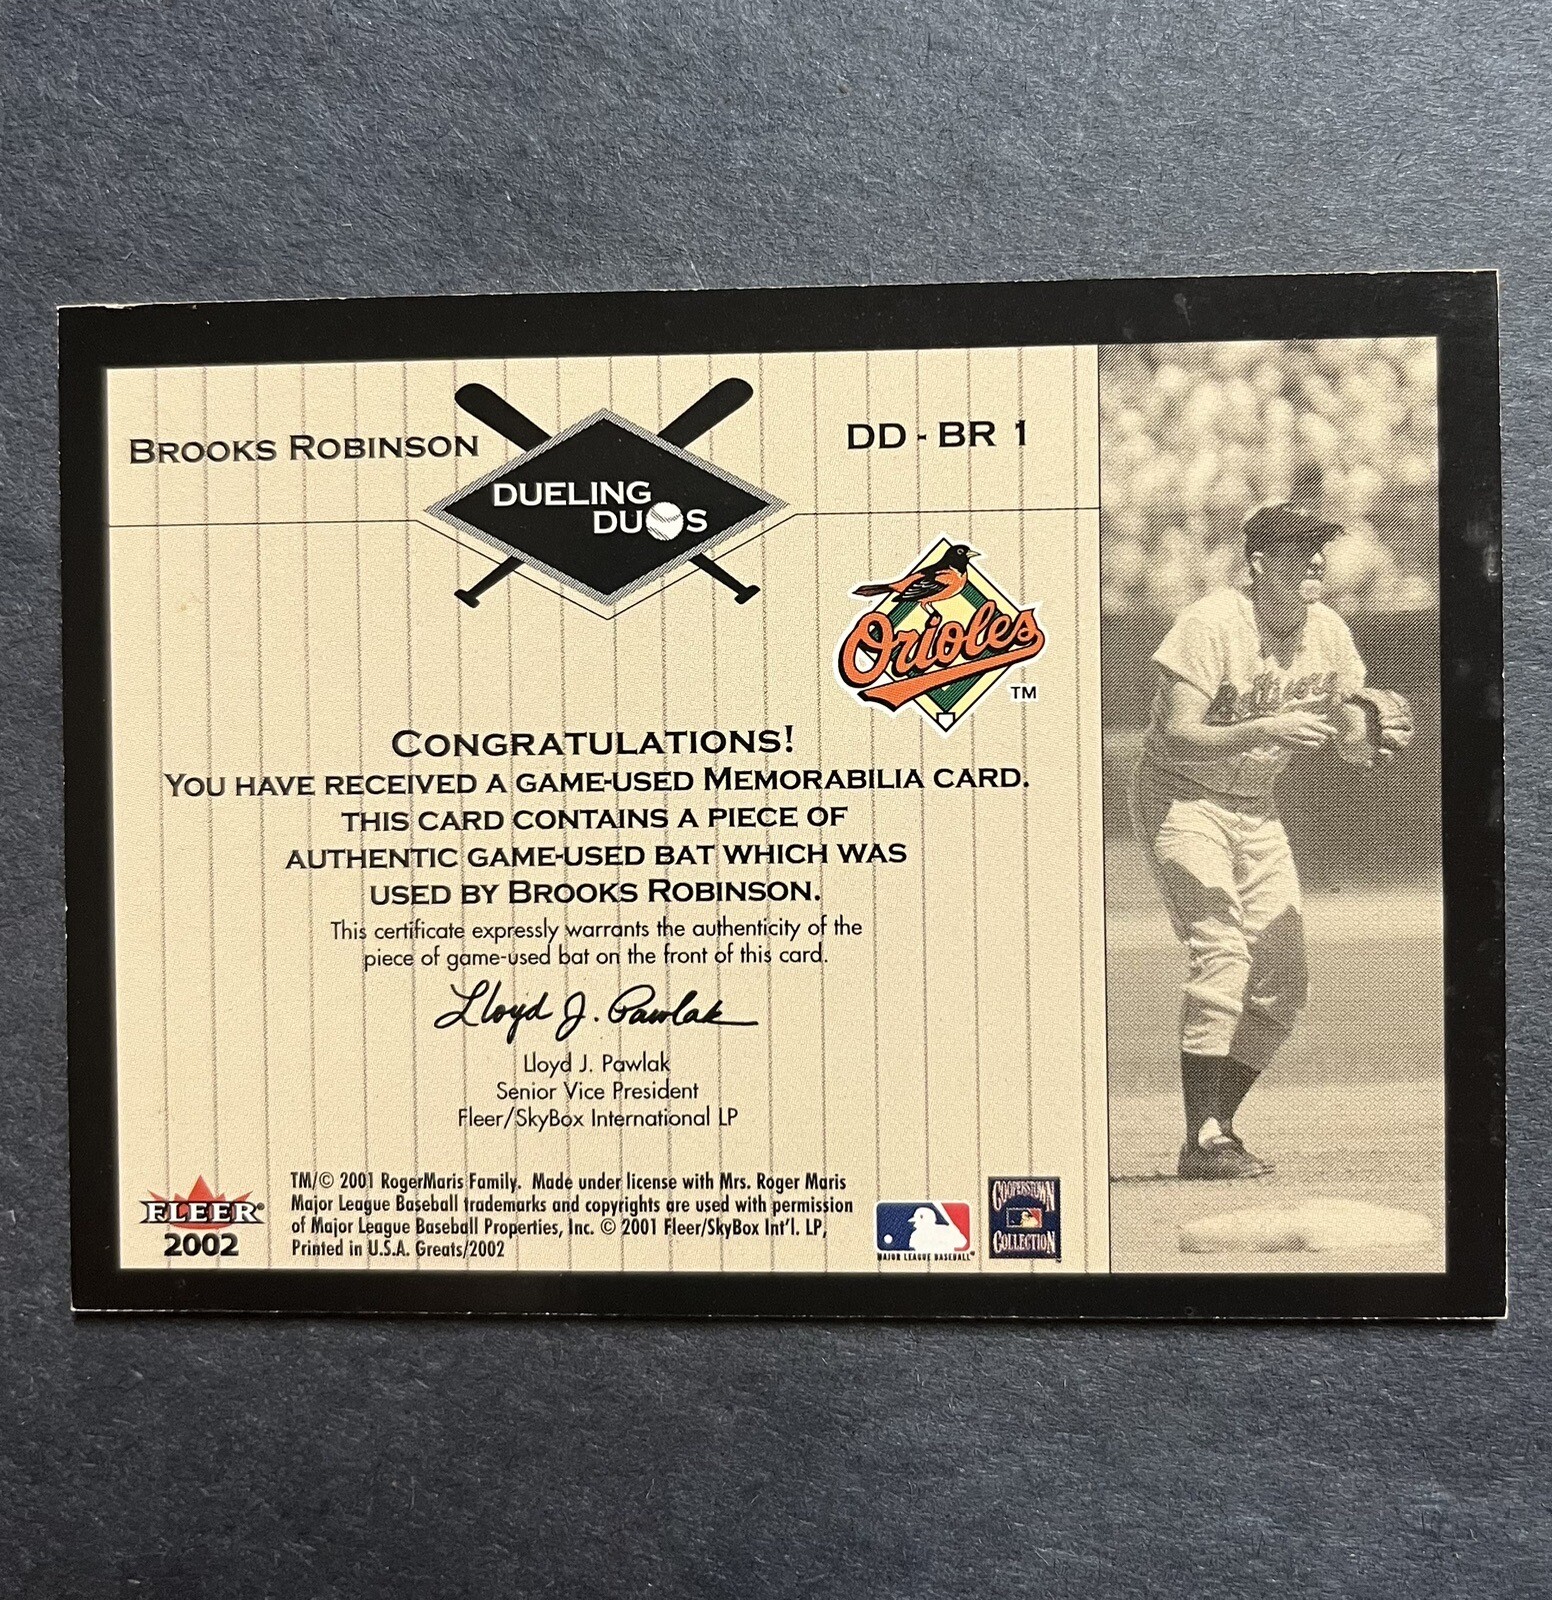 BROOKS ROBINSON
DUELING
DUOS
DD - BR 1
Orioles
TM
CONGRATULATIONS!
YOU HAVE RECEIVED A GAME-USED MEMORABILIA CARD.
THIS CARD CONTAINS A PIECE OF
AUTHENTIC GAME-USED BAT WHICH WAS
USED BY BROOKS ROBINSON.
This certificate expressly warrants the authenticity of the
piece of game-used bat on the front of this card.
Lloyd J. Pawlak
Lloyd J. Pawlak
Senior Vice President
Fleer/SkyBox International LP
FLEER
2002
TM/© 2001 RogerMaris Family. Made under license with Mrs. Roger Maris
Major League Baseball trademarks and copyrights are used with permission
of Major League Baseball Properties, Inc. © 2001 Fleer/SkyBox Int'l. LP,
Printed in U.S.A. Greats/2002
MAJOR LEAGUE BASEBALL
COOPERSTOWN
COLLECTION